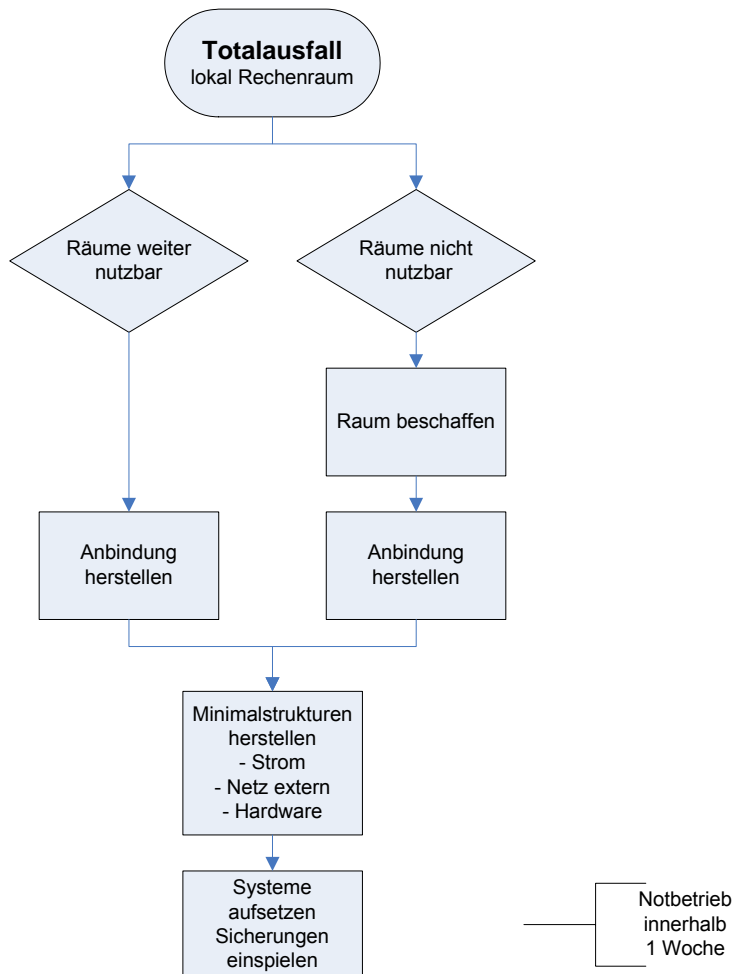 Totalausfall
lokal Rechenraum
Räume weiter
nutzbar
Räume nicht
nutzbar
Raum beschaffen
Anbindung
herstellen
Anbindung
herstellen
Minimalstrukturen
herstellen
- Strom
- Netz extern
- Hardware
Systeme
aufsetzen
Sicherungen
einspielen
Notbetrieb
innerhalb
1 Woche